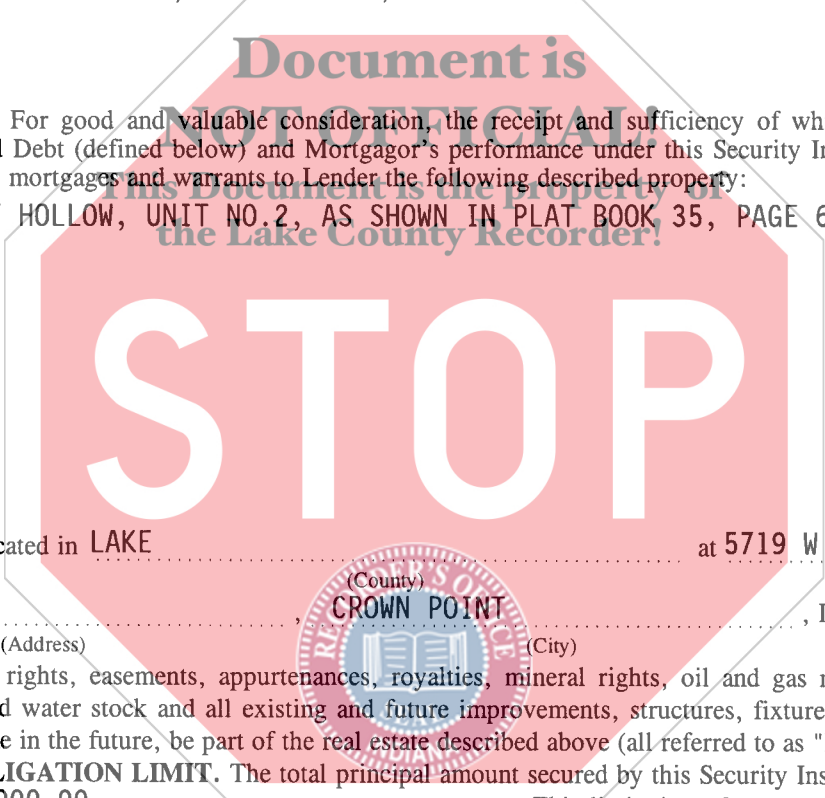 Document is
For good and valuable consideration, the receipt and sufficiency of wh
NOT OFFICIAL!
Debt (defined below) and Mortgagor's performance under this Security In
mortgages and warrants to Lender the following described property:
This Document is the property of
HOLLOW, UNIT NO.2, AS SHOWN IN PLAT BOOK 35, PAGE 6
the Lake County Recorder!
STOP
cated in LAKE at 5719 W
(County)
, CROWN POINT , I
(Address) (City)
RECORDER'S OFFICE
rights, easements, appurtenances, royalties, mineral rights, oil and gas r
d water stock and all existing and future improvements, structures, fixture
SEAL
e in the future, be part of the real estate described above (all referred to as "
INDIANA
LIGATION LIMIT. The total principal amount secured by this Security Ins